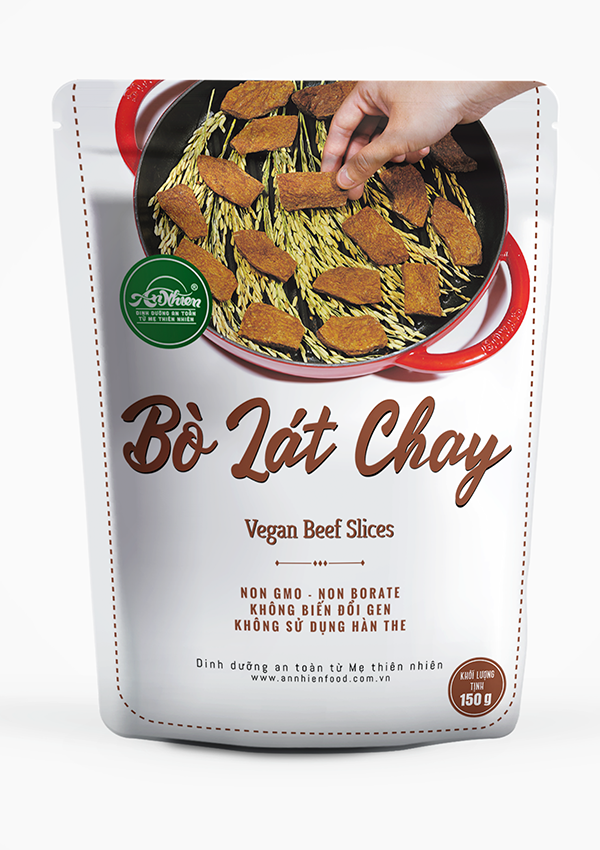 An Nhiên ®
DINH DƯỠNG AN TOÀN
TỪ MẸ THIÊN NHIÊN
Bò Lát Chay
Vegan Beef Slices
NON GMO - NON BORATE
KHÔNG BIẾN ĐỔI GEN
KHÔNG SỬ DỤNG HÀN THE
Dinh dưỡng an toàn từ Mẹ thiên nhiên
www.annhienfood.com.vn
KHỐI LƯỢNG
TỊNH
150 g